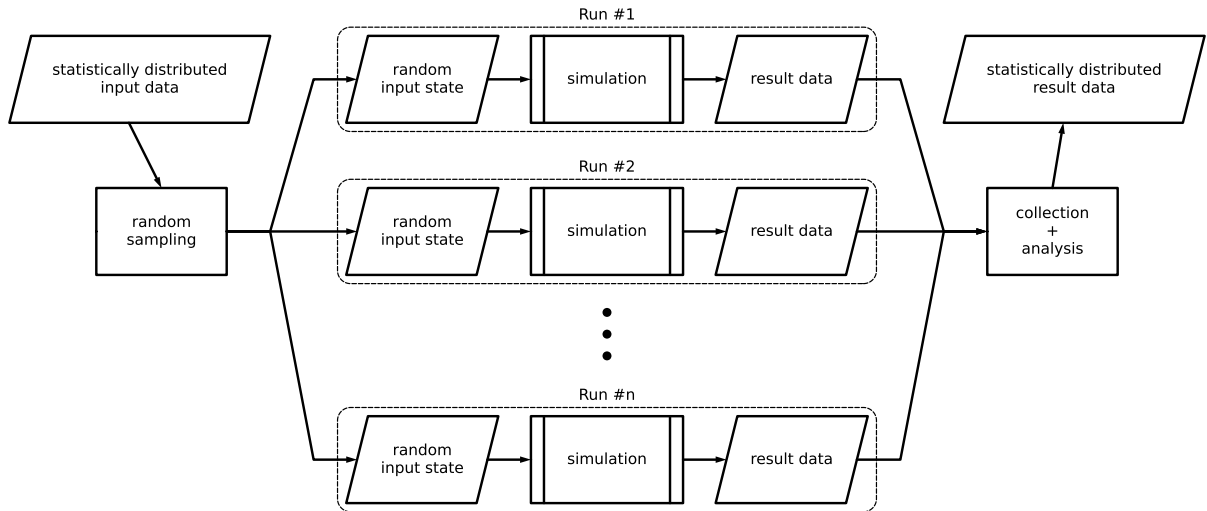 statistically distributed
input data
random
sampling
Run #1
random
input state
simulation
result data
Run #2
random
input state
simulation
result data
Run #n
random
input state
simulation
result data
collection
+
analysis
statistically distributed
result data